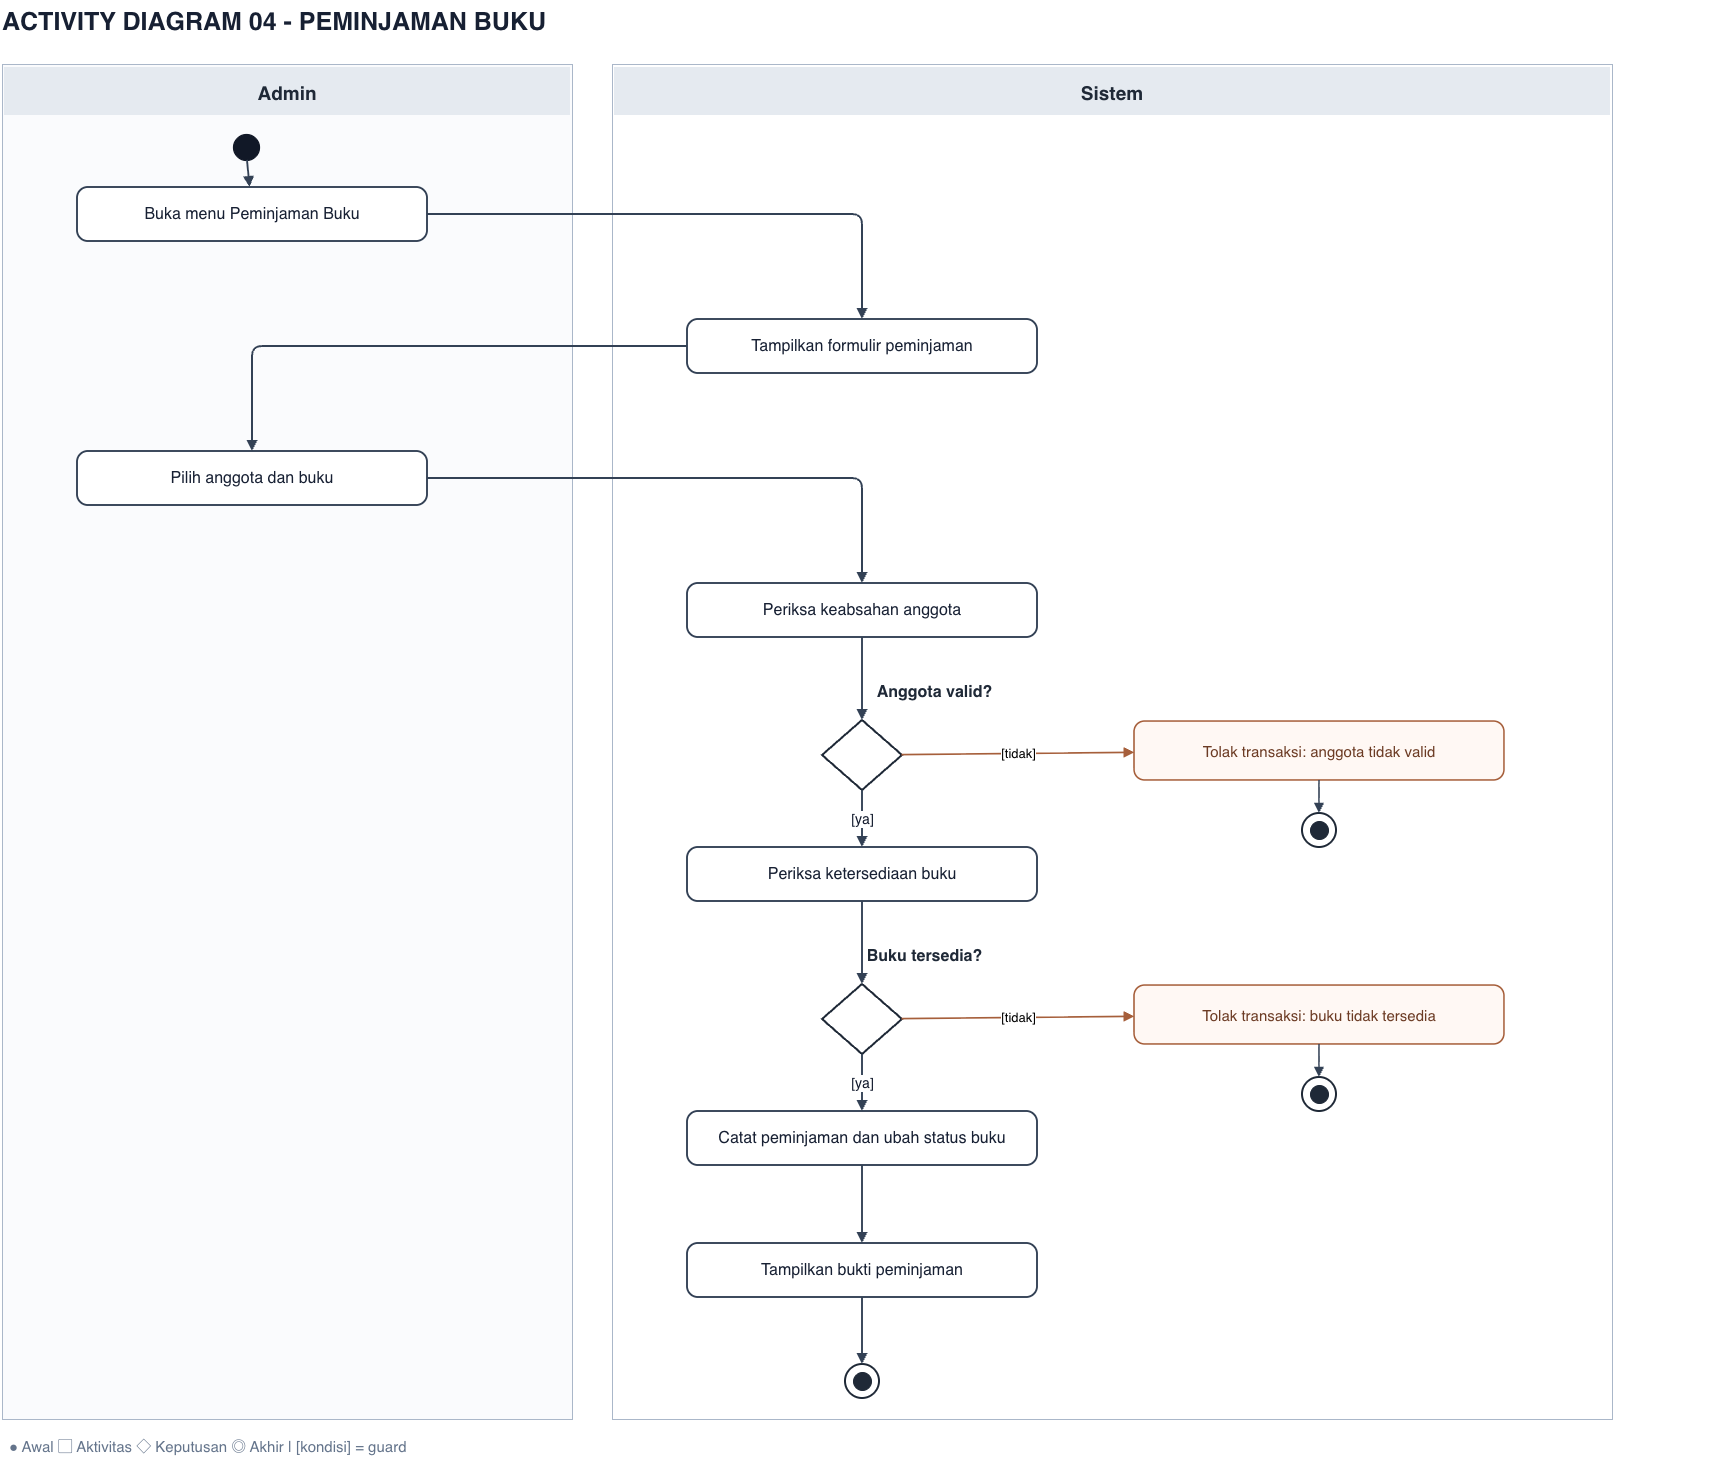 ACTIVITY DIAGRAM 04 - PEMINJAMAN BUKU
Admin
Sistem
Buka menu Peminjaman Buku
Tampilkan formulir peminjaman
Pilih anggota dan buku
Periksa keabsahan anggota
Anggota valid?
[tidak]
Tolak transaksi: anggota tidak valid
[ya]
Periksa ketersediaan buku
Buku tersedia?
[tidak]
Tolak transaksi: buku tidak tersedia
[ya]
Catat peminjaman dan ubah status buku
Tampilkan bukti peminjaman
● Awal □ Aktivitas ◇ Keputusan ◎ Akhir | [kondisi] = guard